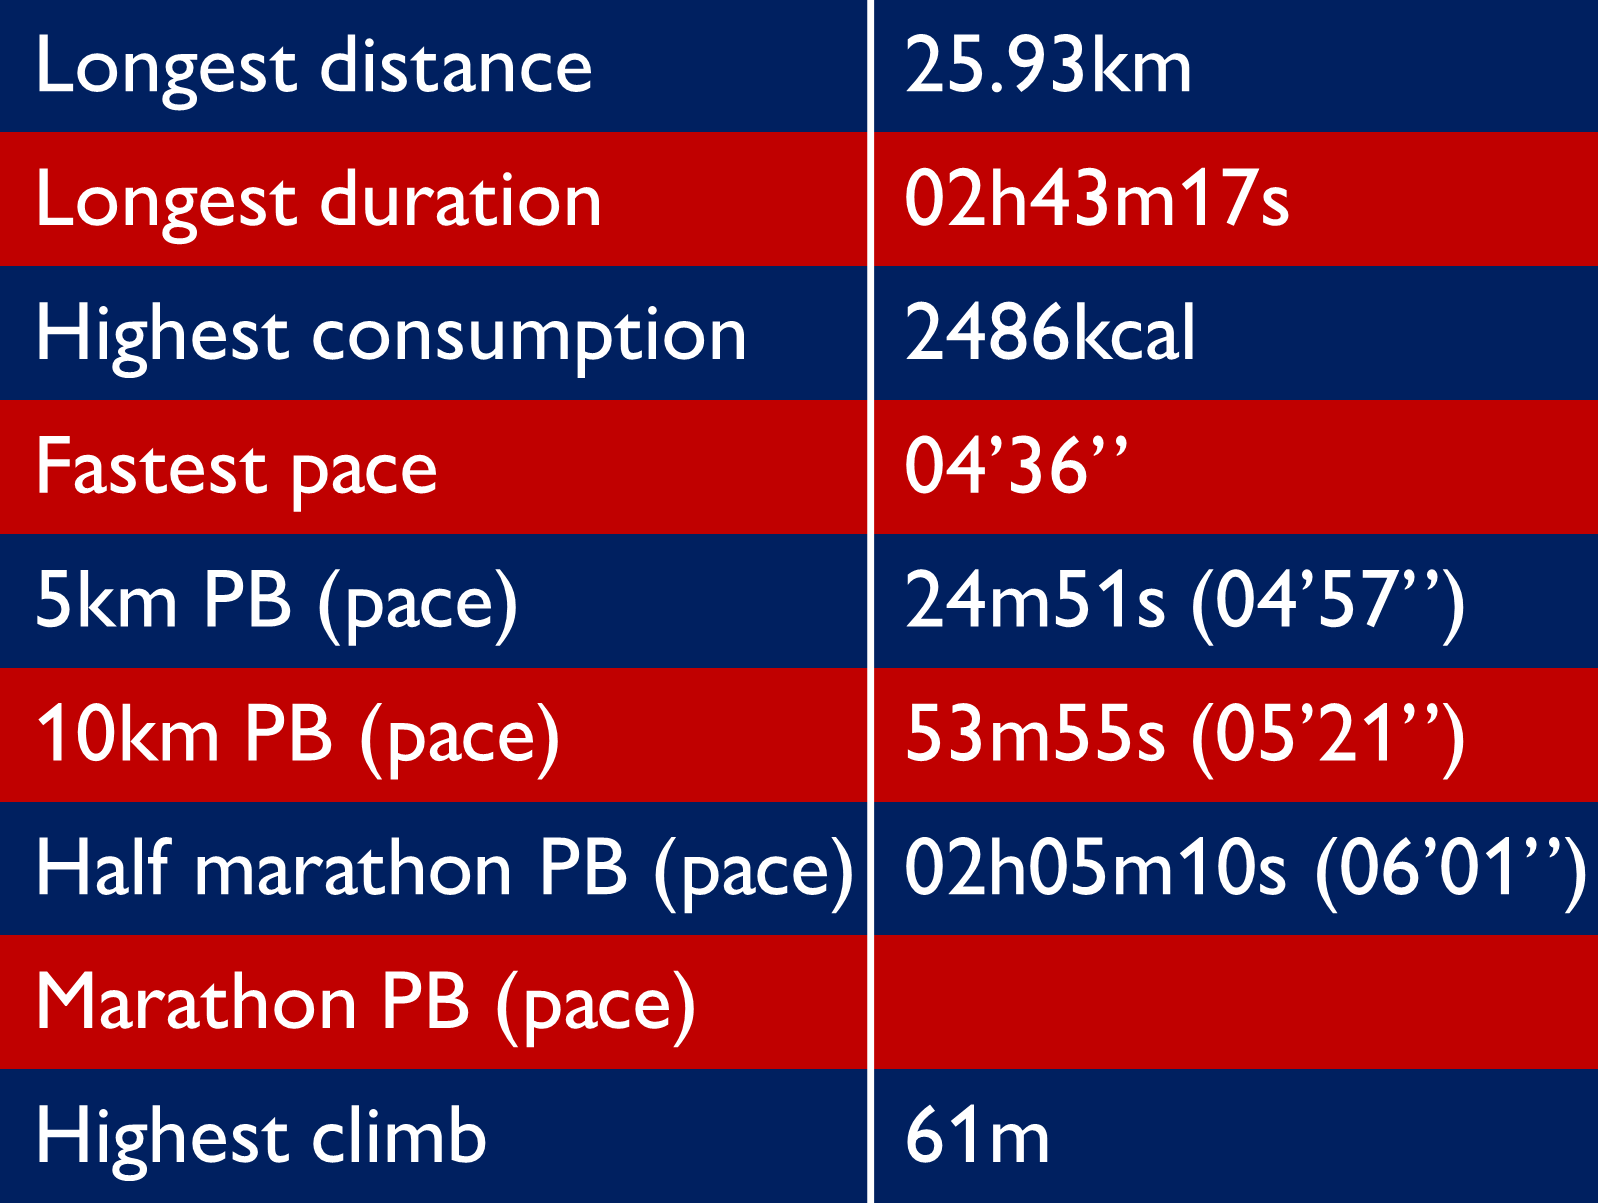 Longest distance 25.93km
Longest duration 02h43m17s
Highest consumption 2486kcal
Fastest pace 04’36’’
5km PB (pace) 24m51s (04’57’’)
10km PB (pace) 53m55s (05’21’’)
Half marathon PB (pace) 02h05m10s (06’01’’)
Marathon PB (pace)
Highest climb 61m